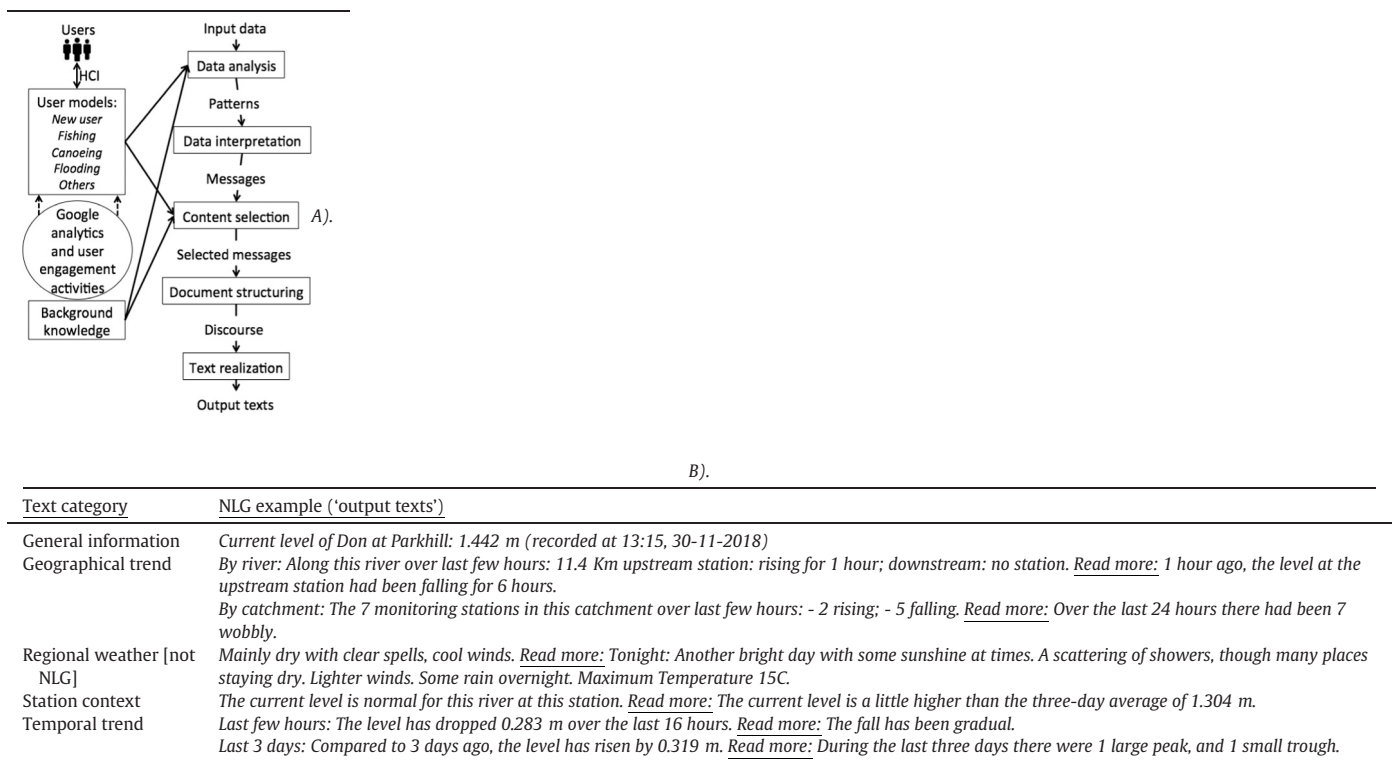 Users
HCI
User models:
New user
Fishing
Canoeing
Flooding
Others
Google
analytics
and user
engagement
activities
Background
knowledge
Input data
Data analysis
Patterns
Data interpretation
Messages
Content selection
A).
Selected messages
Document structuring
Discourse
Text realization
Output texts
B).
Text category NLG example (‘output texts’)
General information Current level of Don at Parkhill: 1.442 m (recorded at 13:15, 30-11-2018)
Geographical trend By river: Along this river over last few hours: 11.4 Km upstream station: rising for 1 hour; downstream: no station. Read more: 1 hour ago, the level at the
upstream station had been falling for 6 hours.
By catchment: The 7 monitoring stations in this catchment over last few hours: - 2 rising; - 5 falling. Read more: Over the last 24 hours there had been 7
wobbly.
Regional weather [not Mainly dry with clear spells, cool winds. Read more: Tonight: Another bright day with some sunshine at times. A scattering of showers, though many places
NLG] staying dry. Lighter winds. Some rain overnight. Maximum Temperature 15C.
Station context The current level is normal for this river at this station. Read more: The current level is a little higher than the three-day average of 1.304 m.
Temporal trend Last few hours: The level has dropped 0.283 m over the last 16 hours. Read more: The fall has been gradual.
Last 3 days: Compared to 3 days ago, the level has risen by 0.319 m. Read more: During the last three days there were 1 large peak, and 1 small trough.